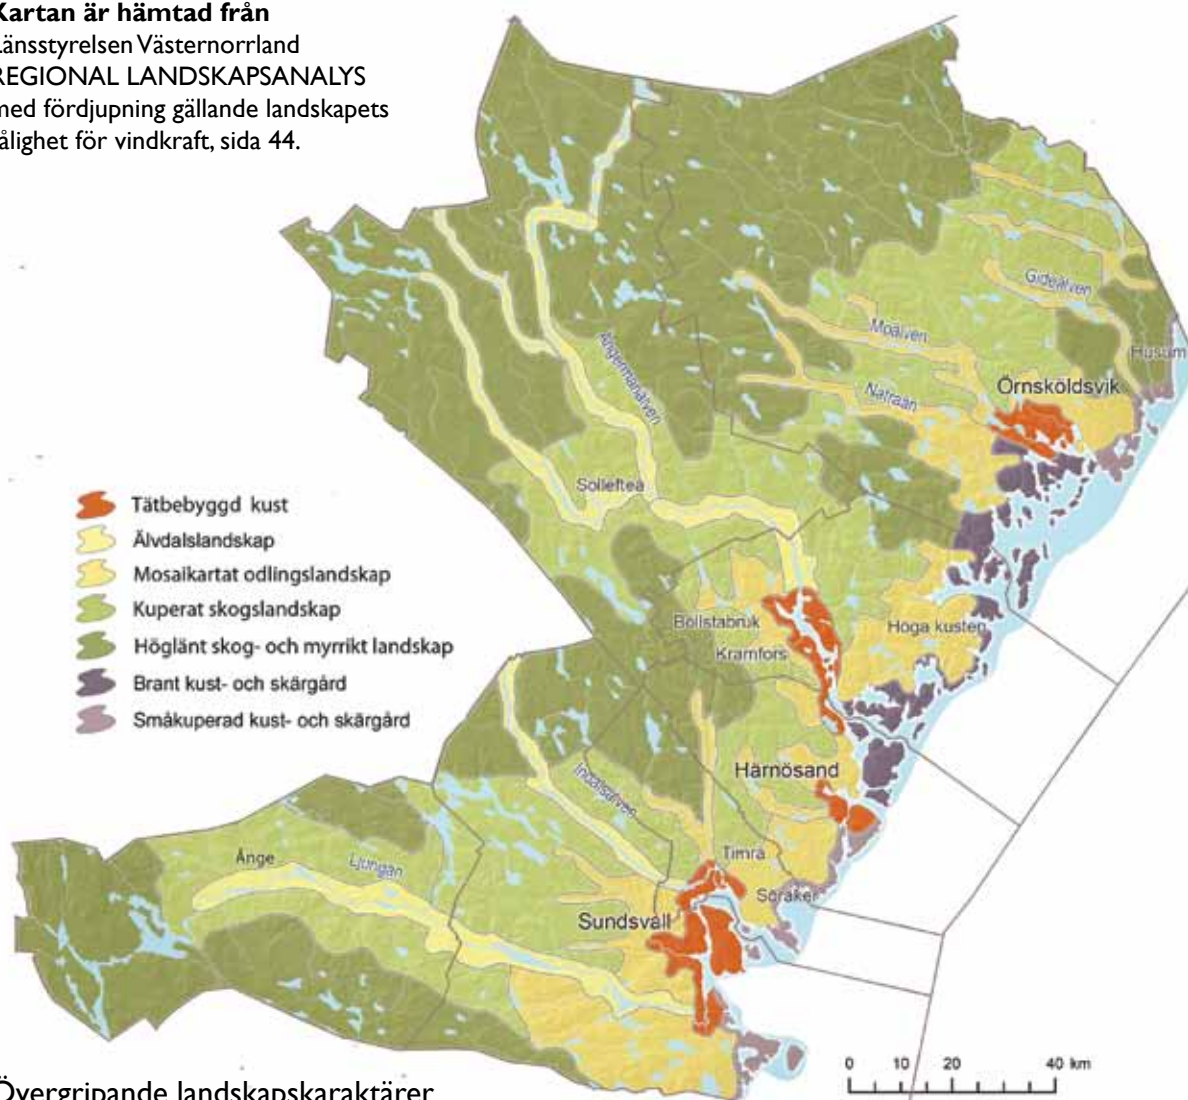 Kartan är hämtad från
Länsstyrelsen Västernorrland
REGIONAL LANDSKAPSANALYS
med fördjupning gällande landskapets
tålighet för vindkraft, sida 44.
Gideälven
Moälven
Husum
Ångermanälven
Örnsköldsvik
Nätraån
Sollefteå
Tätbebyggd kust
Älvdalslandskap
Mosaikartat odlingslandskap
Kuperat skogslandskap
Höglänt skog- och myrrikt landskap
Brant kust- och skärgård
Småkuperad kust- och skärgård
Bollstabruk
Höga kusten
Kramfors
Härnösand
Indalsälven
Timrå
Ånge
Ljungan
Söråker
Sundsvall
0 10 20 40 km
Övergripande landskapskaraktärer